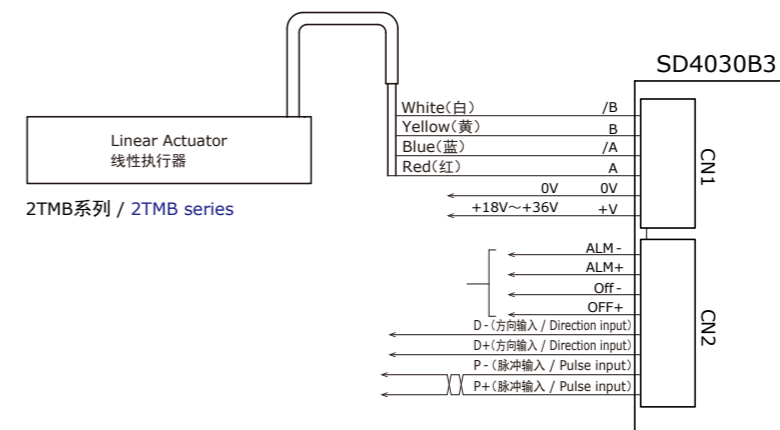 SD4030B3
White(白) /B
Yellow(黄) B
Blue(蓝) /A
Red(红) A
0V 0V
+18V～+36V +V
CN1
Linear Actuator
线性执行器
2TMB系列 / 2TMB series
ALM-
ALM+
Off-
OFF+
D-(方向输入 / Direction input)
D+(方向输入 / Direction input)
P-(脉冲输入 / Pulse input)
P+(脉冲输入 / Pulse input)
CN2